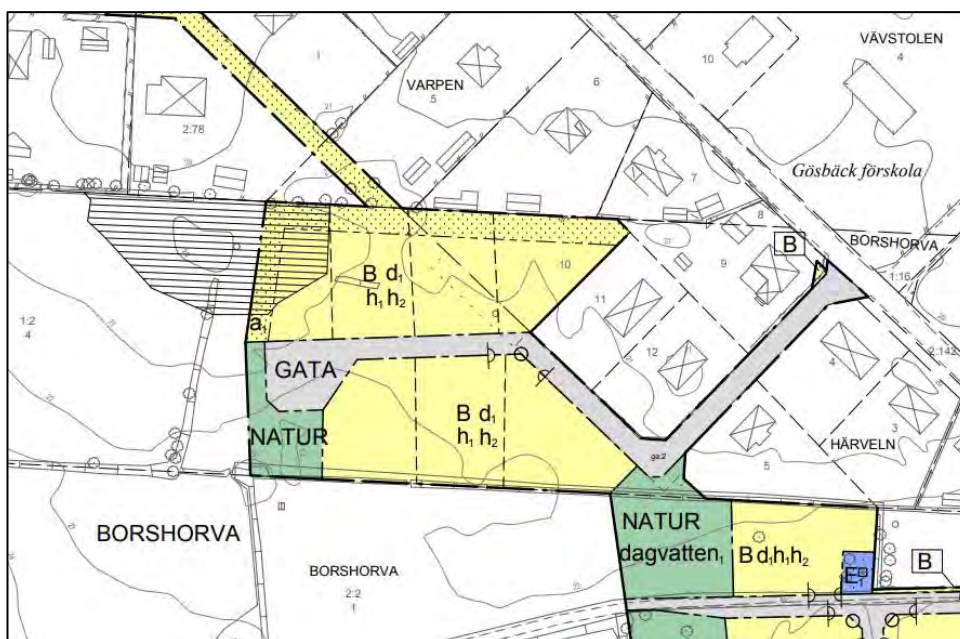 VÄVSTOLEN
4
10
1
VARPEN
5
6
21
2:78
7
Gösbäck förskola
8
B
BORSHORVA
1:16
9
10
B d1
h1 h2
11
1:2
4
a1
12
4
2:142
GATA
3
B d1
h1 h2
NATUR
HÄRVELN
ga:2
5
BORSHORVA
NATUR
dagvatten1
B d1h1h2
E1
B
BORSHORVA
2:2
1